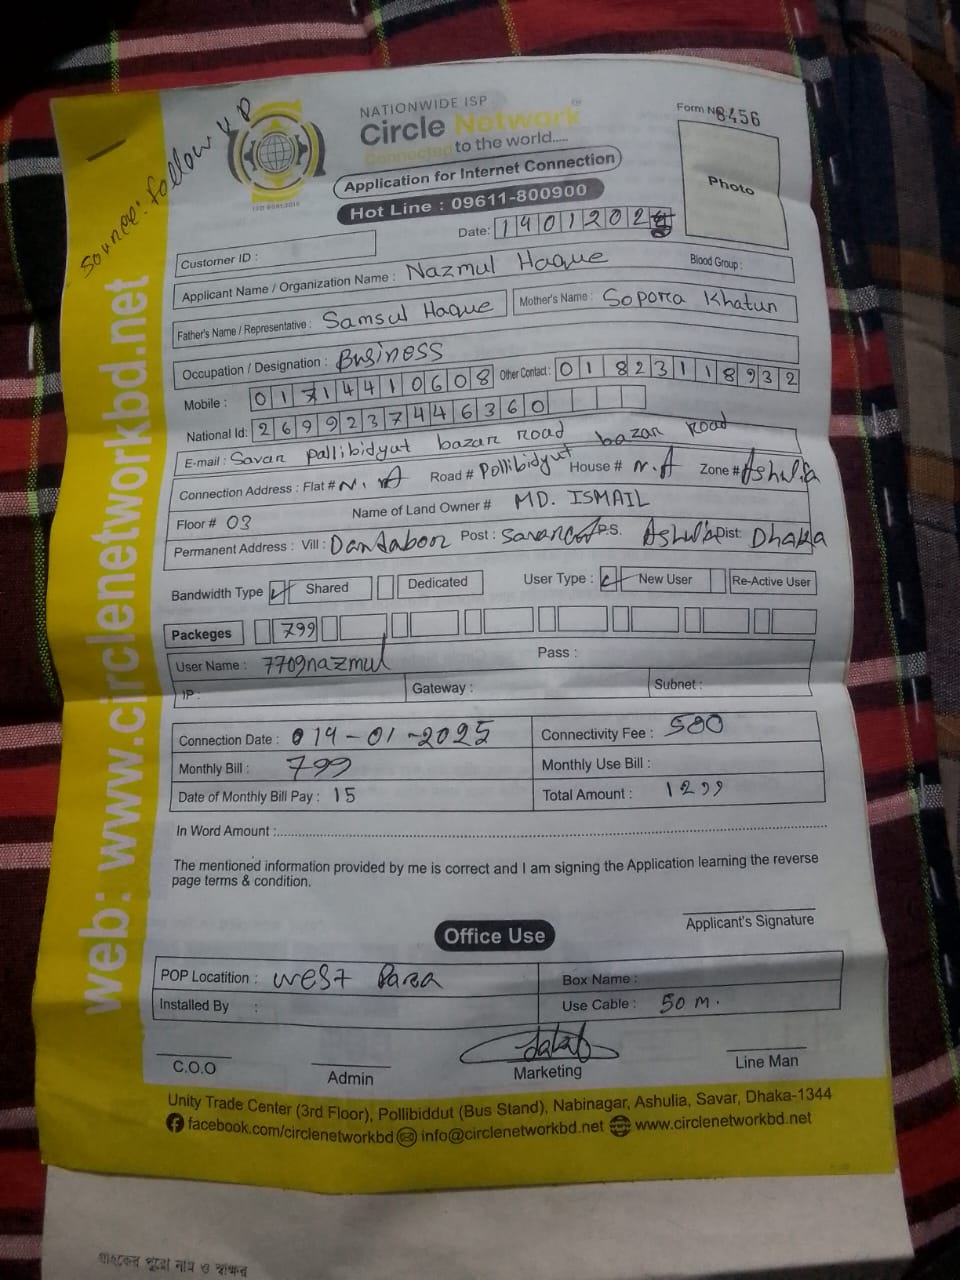 Source: Follow up
NATIONWIDE ISP
Circle Network
Connected to the world.....
Application for Internet Connection
Hot Line : 09611-800900
Form No 8456
Photo
ISO 9001:2015
Date: 1401202
Customer ID :
Applicant Name / Organization Name : Nazmul Haque Blood Group :
Father's Name / Representative : Samsul Haque Mother's Name : Soporca Khatun
Occupation / Designation : Business
Mobile : 01714410608 Other Contact : 01823118932
National Id: 2699237446360
E-mail : Savar pallibidyut bazar road bazar road
Connection Address : Flat # N.A Road # Pollibidyut House # N.A Zone # Ashulia
Floor # 03 Name of Land Owner # MD. ISMAIL
Permanent Address : Vill : Dandaboor Post : P.S. Ashulia Dist: Dhaka
Bandwidth Type Shared Dedicated User Type : New User Re-Active User
Packeges 799
User Name : 7709nazmul Pass :
IP : Gateway : Subnet :
Connection Date : 014-01-2025 Connectivity Fee : 500
Monthly Bill : 799 Monthly Use Bill :
Date of Monthly Bill Pay : 15 Total Amount : 1299
In Word Amount :
The mentioned information provided by me is correct and I am signing the Application learning the reverse
page terms & condition.
Applicant's Signature
Office Use
POP Locatition : West Para Box Name :
Installed By : Use Cable : 50 m.
C.O.O Admin Marketing Line Man
Unity Trade Center (3rd Floor), Pollibiddut (Bus Stand), Nabinagar, Ashulia, Savar, Dhaka-1344
facebook.com/circlenetworkbd info@circlenetworkbd.net www.circlenetworkbd.net
web: www.circlenetworkbd.net
গ্রাহকের পুরো নাম ও স্বাক্ষর